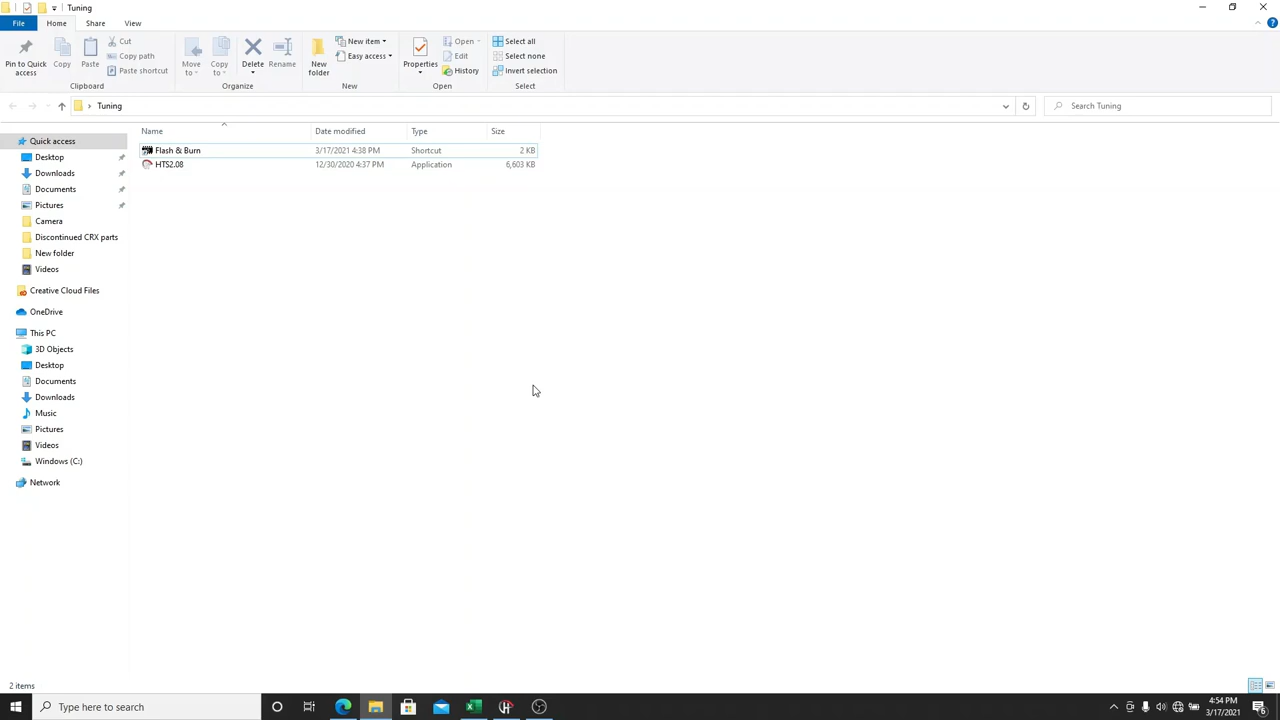 Tuning
File Home Share View
Pin to Quick access
Copy
Paste
Cut
Copy path
Paste shortcut
Clipboard
Move to
Copy to
Delete
Rename
Organize
New folder
New item
Easy access
New
Properties
Open
Edit
History
Open
Select all
Select none
Invert selection
Select
Tuning
Search Tuning
Name Date modified Type Size
Flash & Burn 3/17/2021 4:38 PM Shortcut 2 KB
HTS2.08 12/30/2020 4:37 PM Application 6,603 KB
Quick access
Desktop
Downloads
Documents
Pictures
Camera
Discontinued CRX parts
New folder
Videos
Creative Cloud Files
OneDrive
This PC
3D Objects
Desktop
Documents
Downloads
Music
Pictures
Videos
Windows (C:)
Network
2 items
Type here to search
4:54 PM
3/17/2021
6